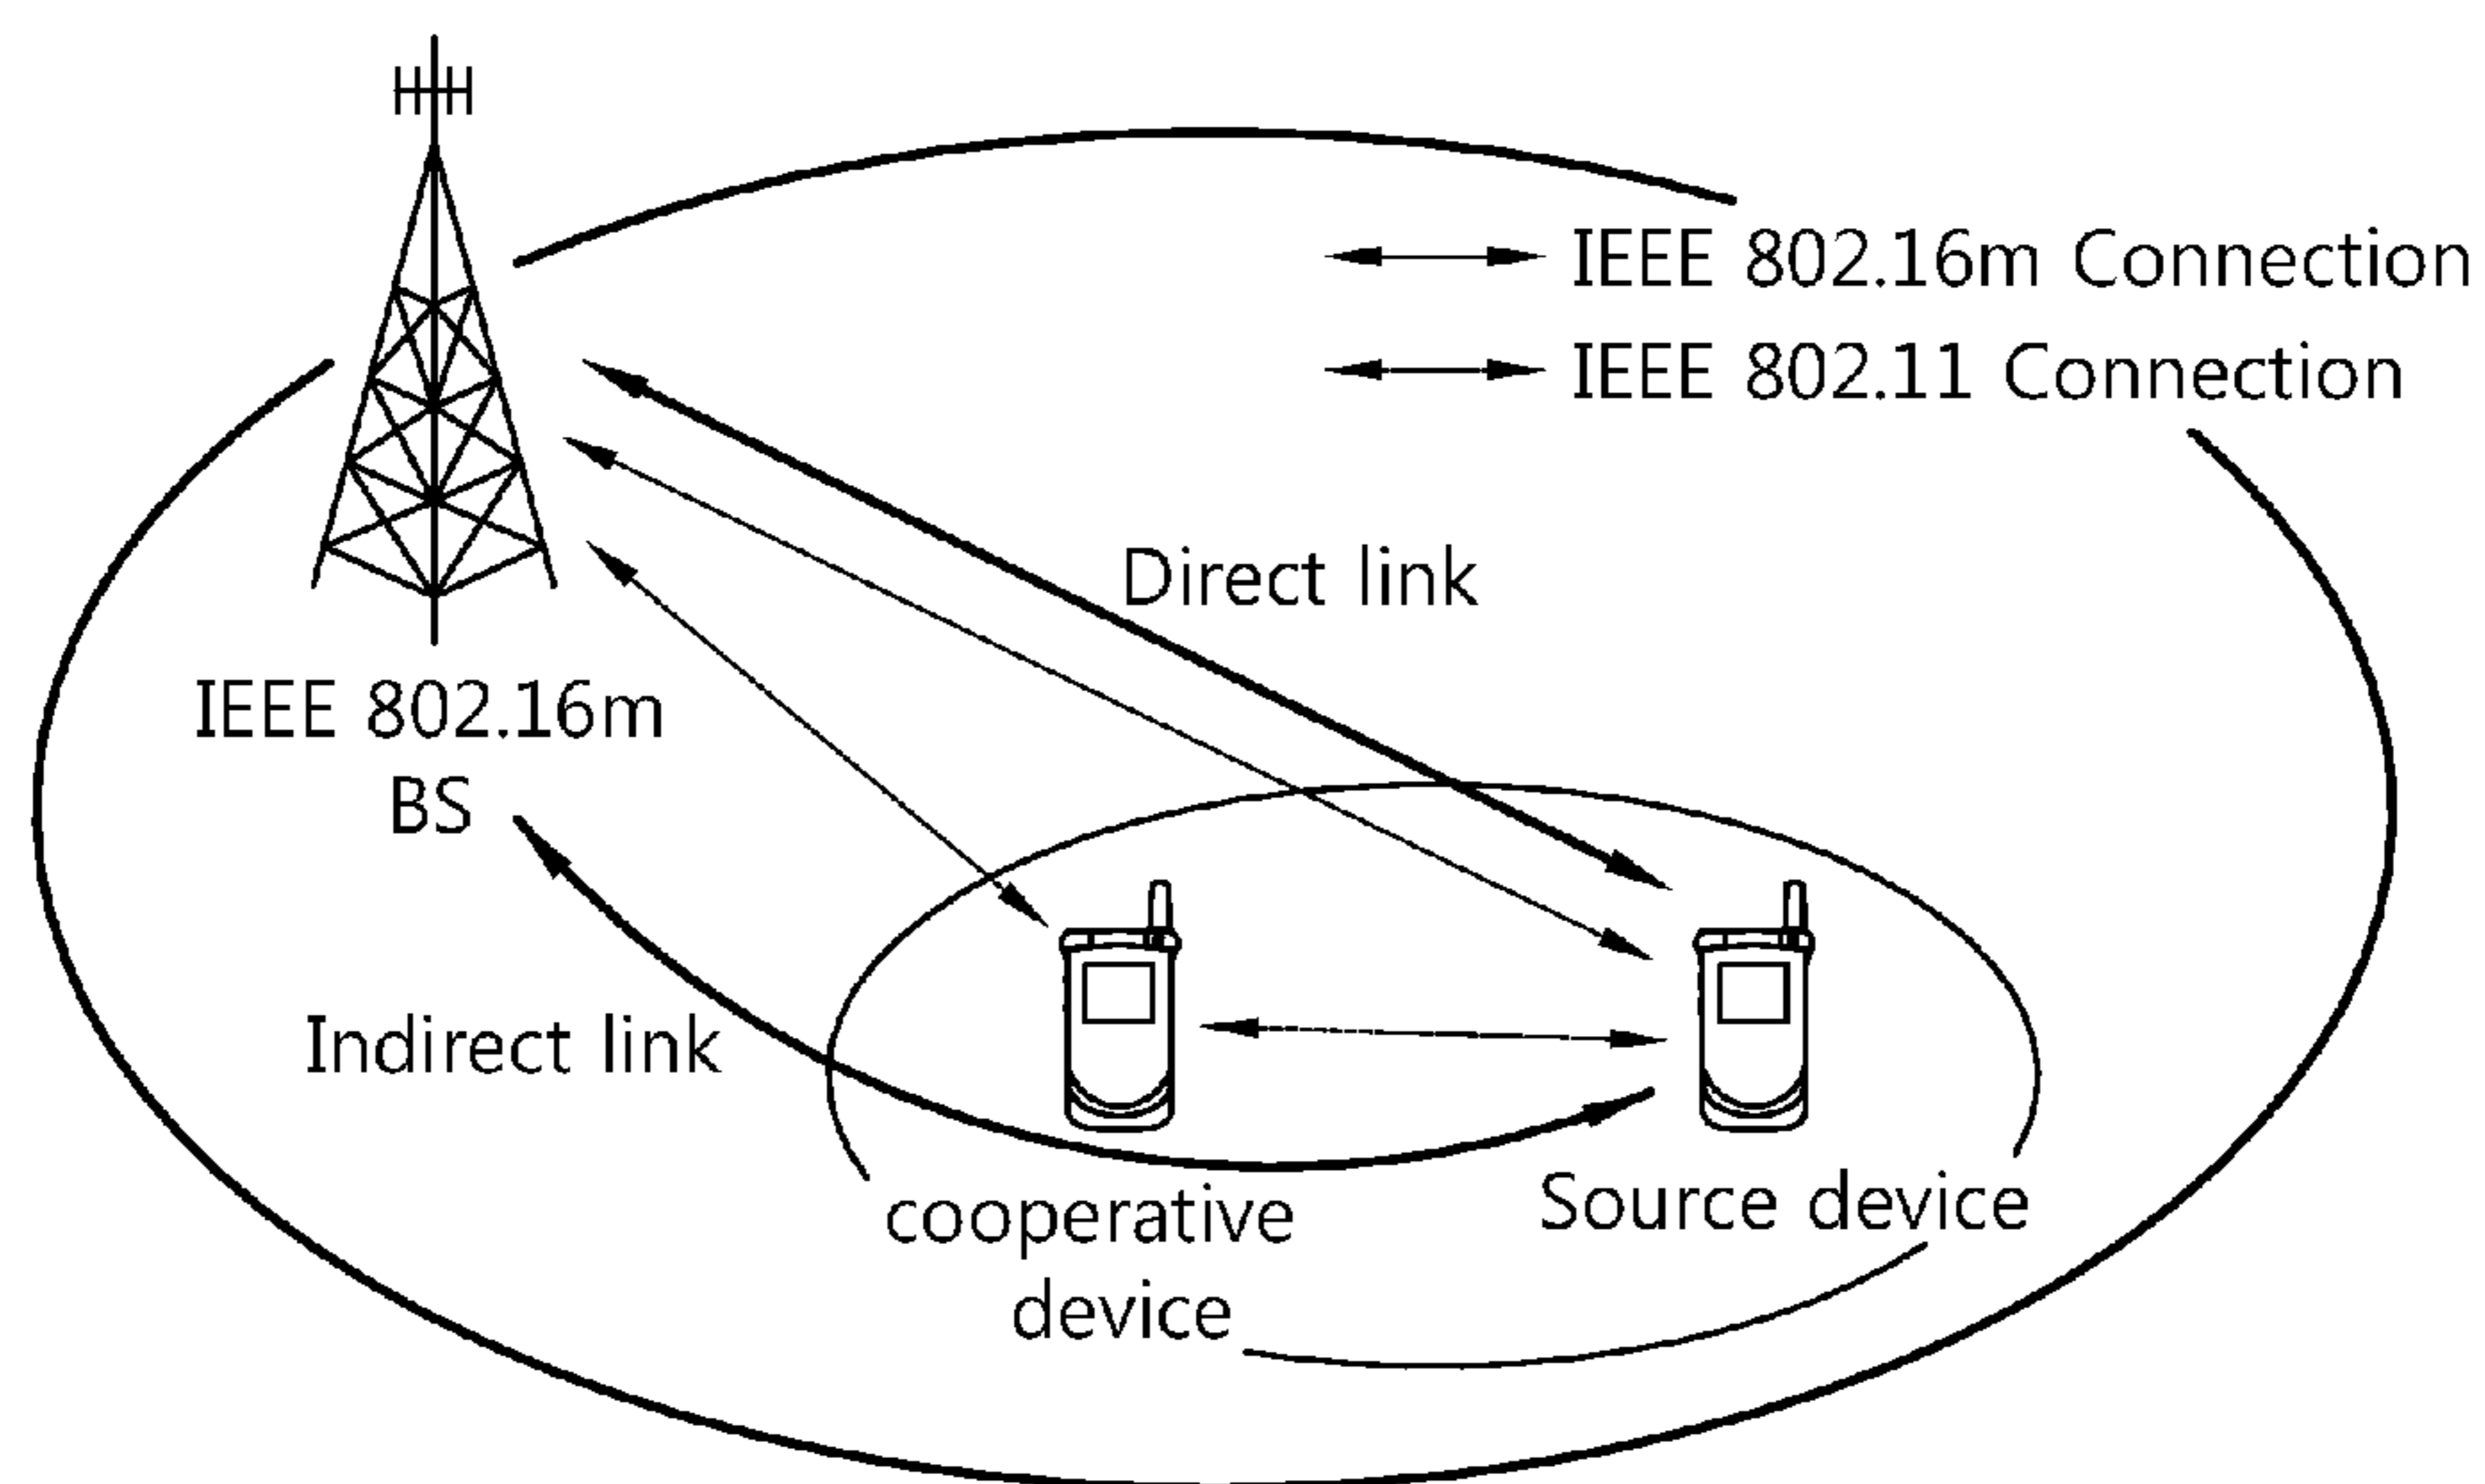 IEEE 802.16m Connection
IEEE 802.11 Connection
Direct link
IEEE 802.16m
BS
Indirect link
cooperative
device
Source device